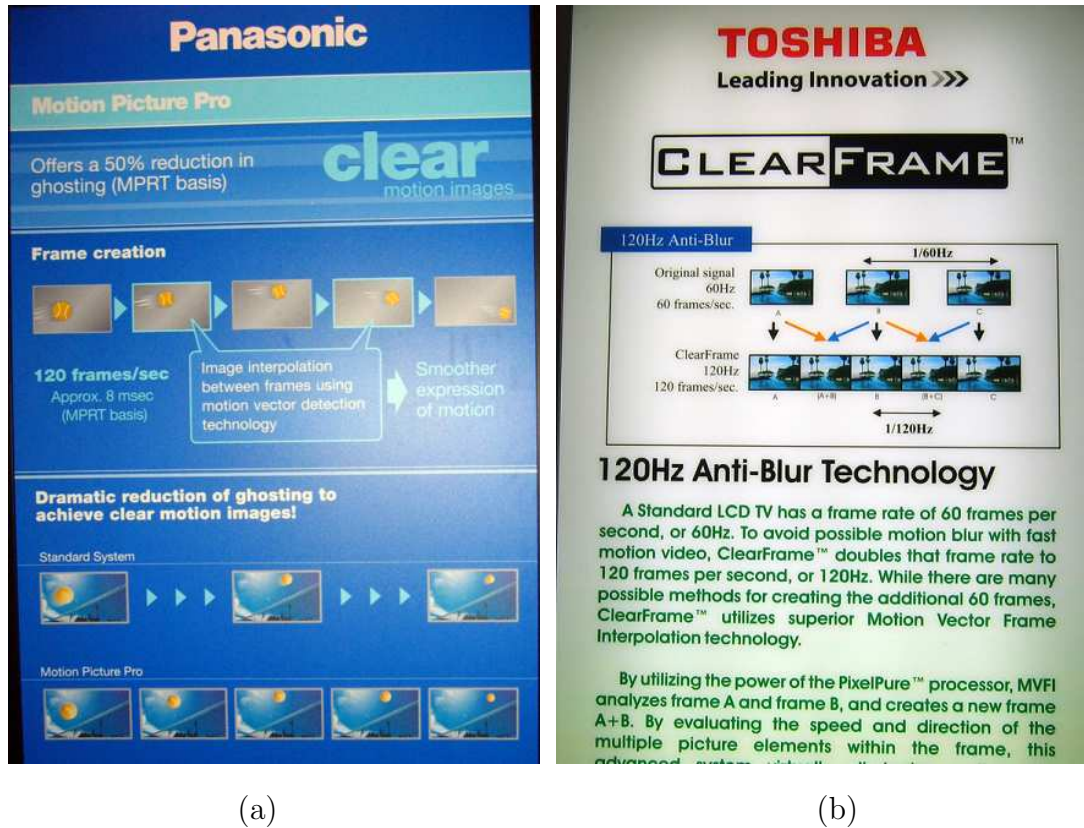 Panasonic
Motion Picture Pro
Offers a 50% reduction in
ghosting (MPRT basis)
clear
motion images
Frame creation
120 frames/sec
Approx. 8 msec
(MPRT basis)
Image interpolation
between frames using
motion vector detection
technology
Smoother
expression
of motion
Dramatic reduction of ghosting to
achieve clear motion images!
Standard System
Motion Picture Pro
(a)
TOSHIBA
Leading Innovation >>>
CLEARFRAME™
120Hz Anti-Blur
1/60Hz
Original signal
60Hz
60 frames/sec.
A B C
ClearFrame
120Hz
120 frames/sec.
A (A+B) B (B+C) C
1/120Hz
120Hz Anti-Blur Technology
A Standard LCD TV has a frame rate of 60 frames per
second, or 60Hz. To avoid possible motion blur with fast
motion video, ClearFrame™ doubles that frame rate to
120 frames per second, or 120Hz. While there are many
possible methods for creating the additional 60 frames,
ClearFrame™ utilizes superior Motion Vector Frame
Interpolation technology.
By utilizing the power of the PixelPure™ processor, MVFI
analyzes frame A and frame B, and creates a new frame
A+B. By evaluating the speed and direction of the
multiple picture elements within the frame, this
advanced system
(b)